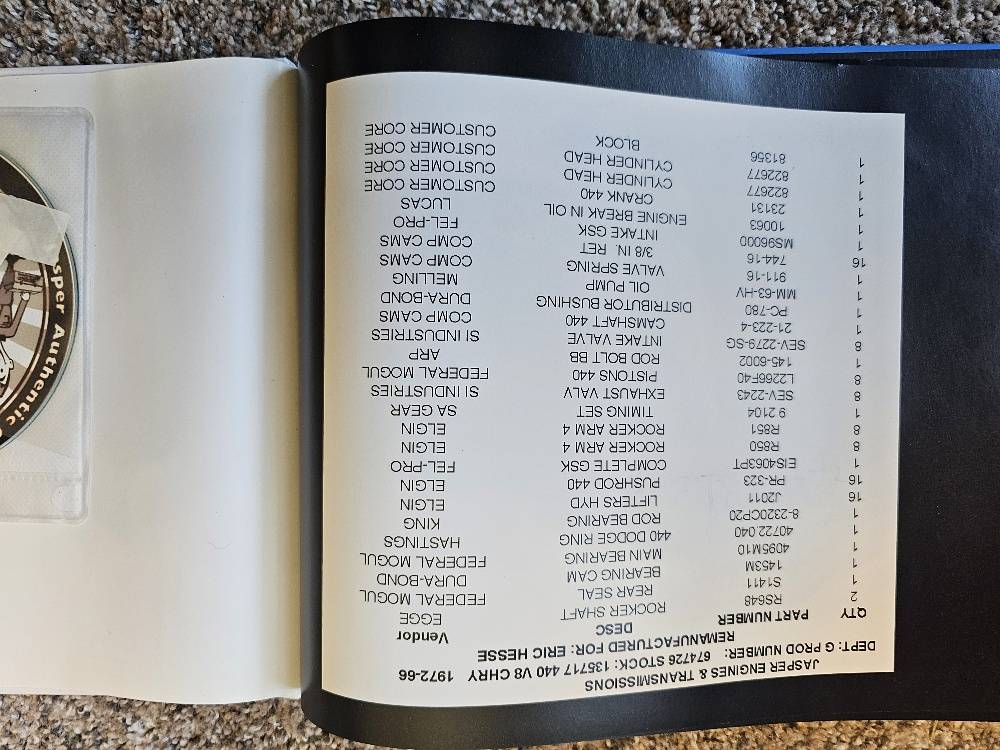 JASPER ENGINES & TRANSMISSIONS
DEPT: G PROD NUMBER: 674726 STOCK: 135717 440 V8 CHRY 1972-66
REMANUFACTURED FOR: ERIC HESSE
QTY PART NUMBER DESC Vendor
2 RS648 ROCKER SHAFT EGGE
1 S1411 REAR SEAL FEDERAL MOGUL
1 1453M BEARING CAM DURA-BOND
1 4095M10 MAIN BEARING FEDERAL MOGUL
1 40722.040 440 DODGE RING HASTINGS
1 8-2320CP20 ROD BEARING KING
16 J2011 LIFTERS HYD ELGIN
16 PR-323 PUSHROD 440 ELGIN
1 EIS4063PT COMPLETE GSK FEL-PRO
8 R850 ROCKER ARM 4 ELGIN
8 R851 ROCKER ARM 4 ELGIN
1 9 2104 TIMING SET SA GEAR
8 SEV-2243 EXHAUST VALV SI INDUSTRIES
8 L2266F40 PISTONS 440 FEDERAL MOGUL
1 145-6002 ROD BOLT BB ARP
8 SEV-2279-SG INTAKE VALVE SI INDUSTRIES
1 21-223-4 CAMSHAFT 440 COMP CAMS
1 PC-780 DISTRIBUTOR BUSHING DURA-BOND
1 MM-63-HV OIL PUMP MELLING
1 911-16 VALVE SPRING COMP CAMS
16 744-16 3/8 IN. RET COMP CAMS
1 MS96000 INTAKE GSK FEL-PRO
1 10063 ENGINE BREAK IN OIL LUCAS
1 23131 CRANK 440 CUSTOMER CORE
1 822677 CYLINDER HEAD CUSTOMER CORE
1 822677 CYLINDER HEAD CUSTOMER CORE
1 81356 BLOCK CUSTOMER CORE
sper Authentic